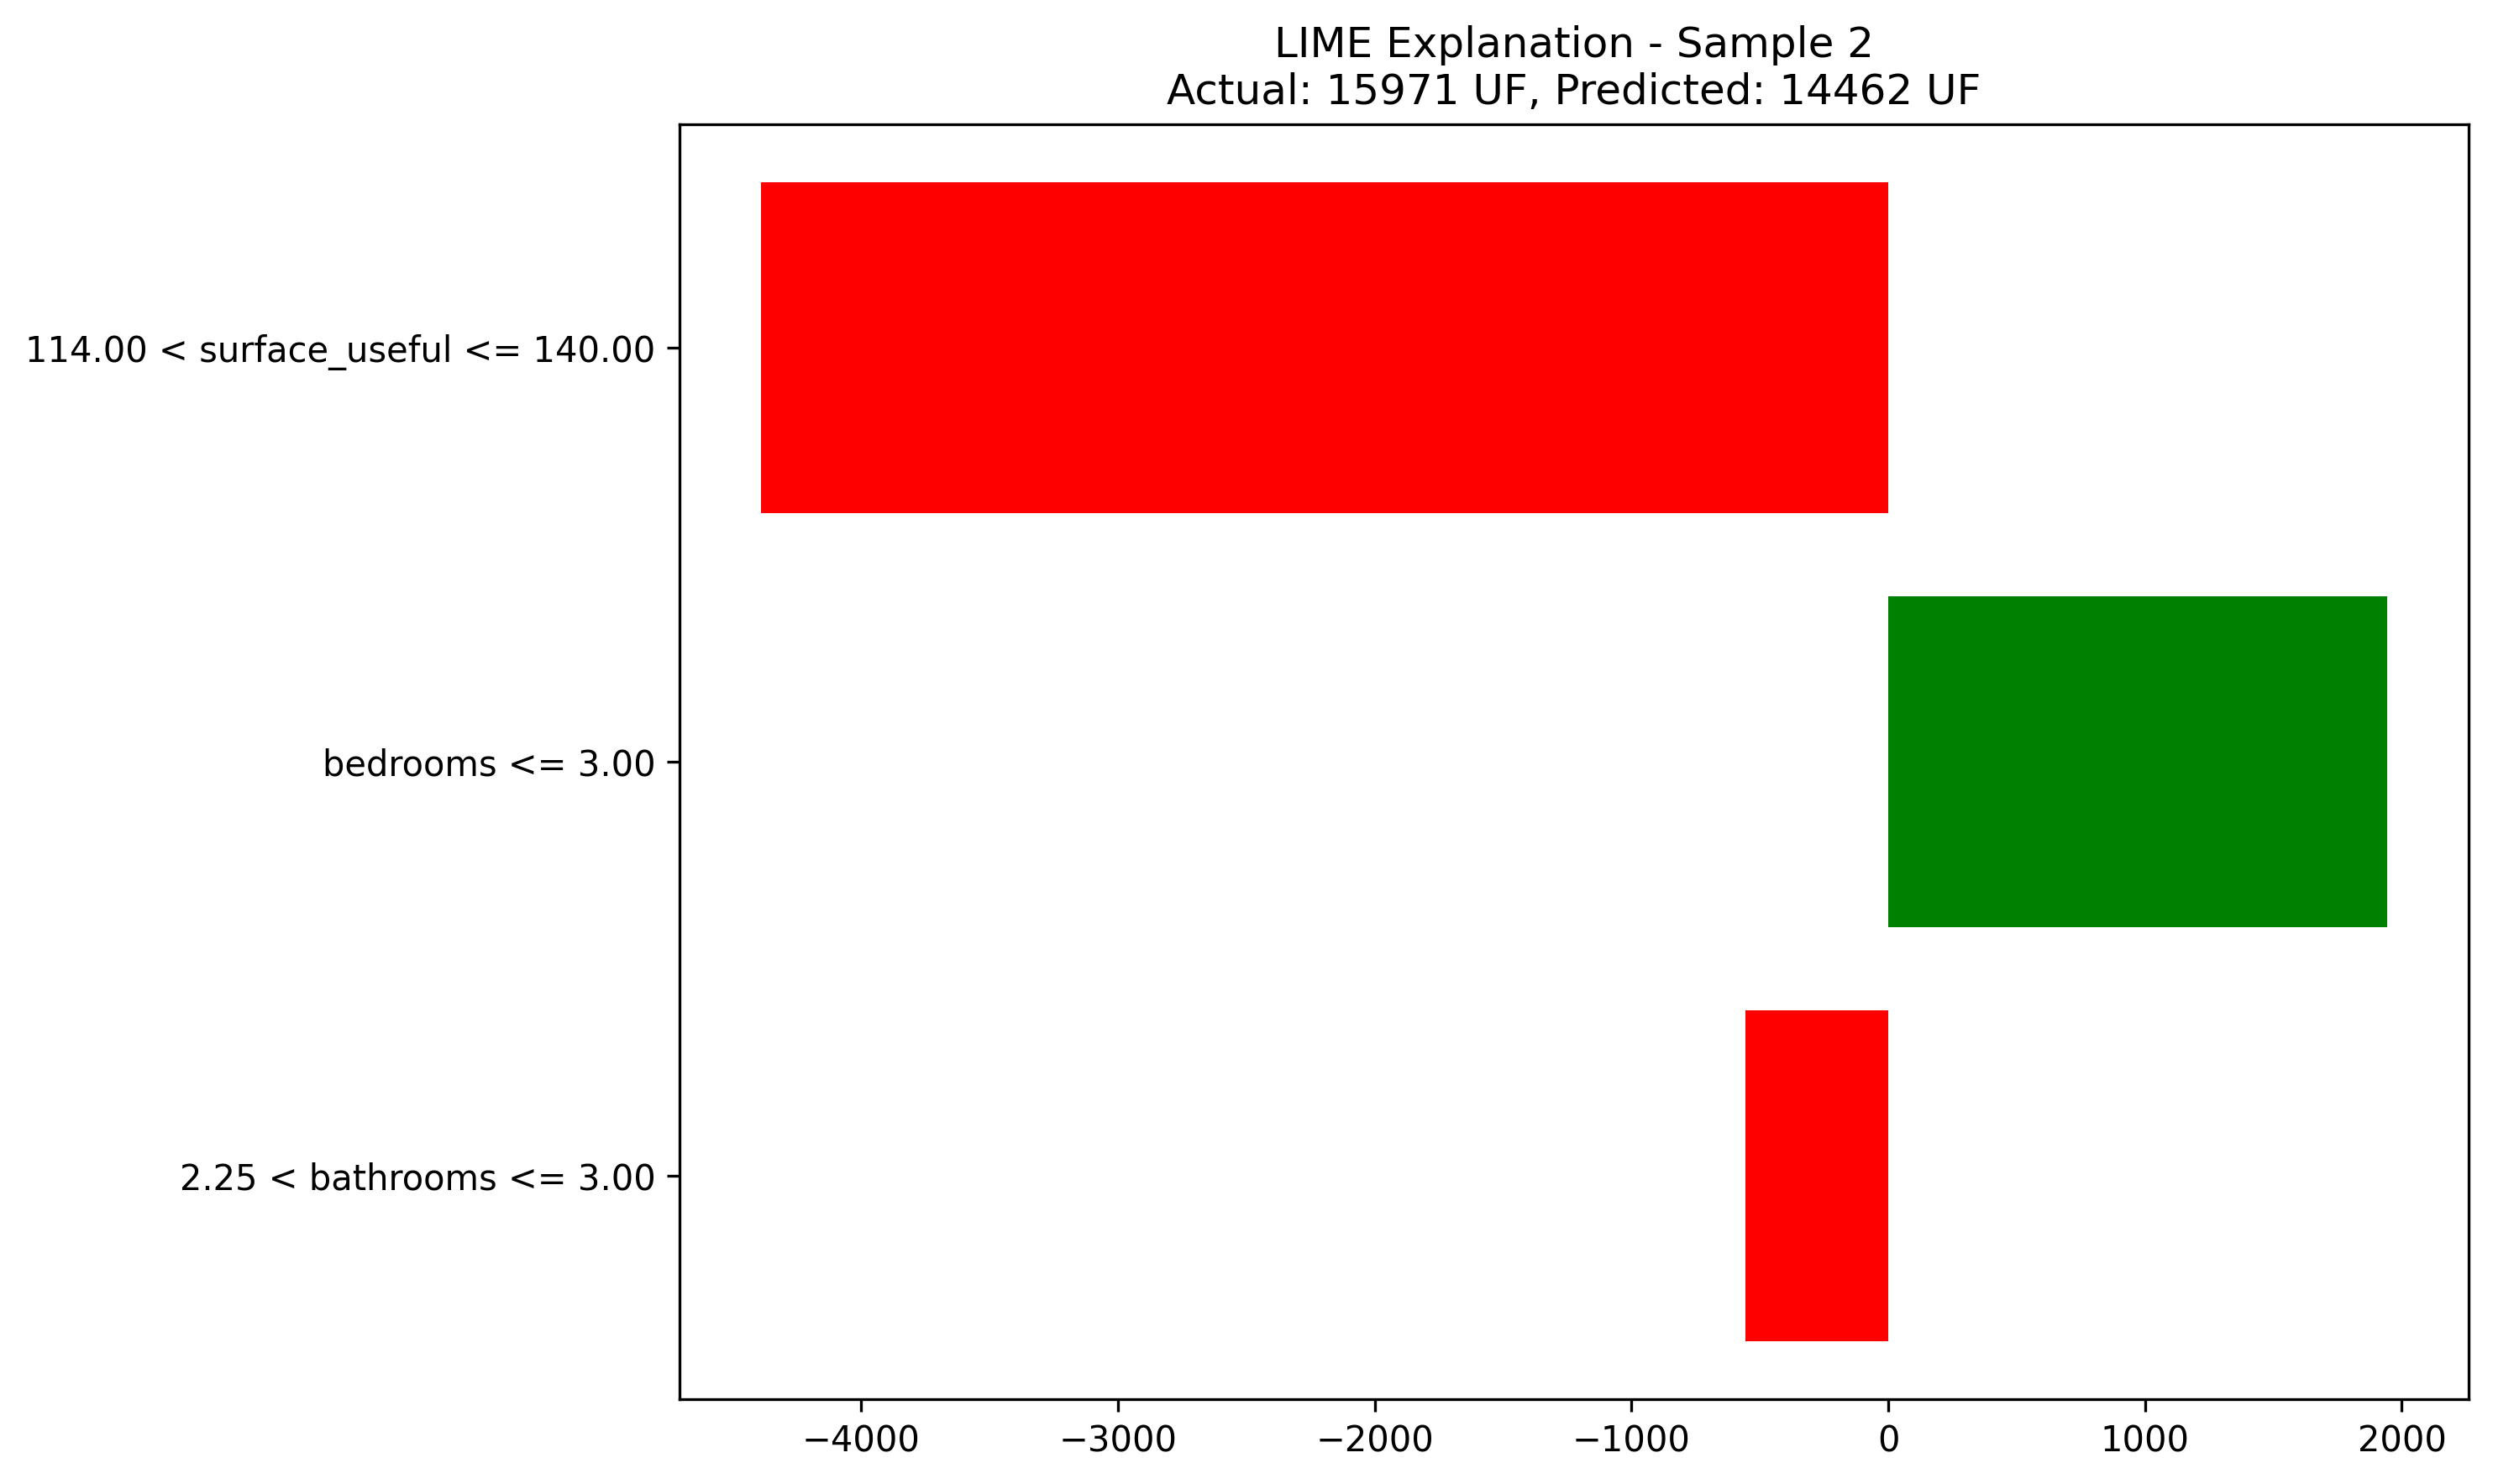 LIME Explanation - Sample 2
Actual: 15971 UF, Predicted: 14462 UF
114.00 < surface_useful <= 140.00
bedrooms <= 3.00
2.25 < bathrooms <= 3.00
−4000 −3000 −2000 −1000 0 1000 2000